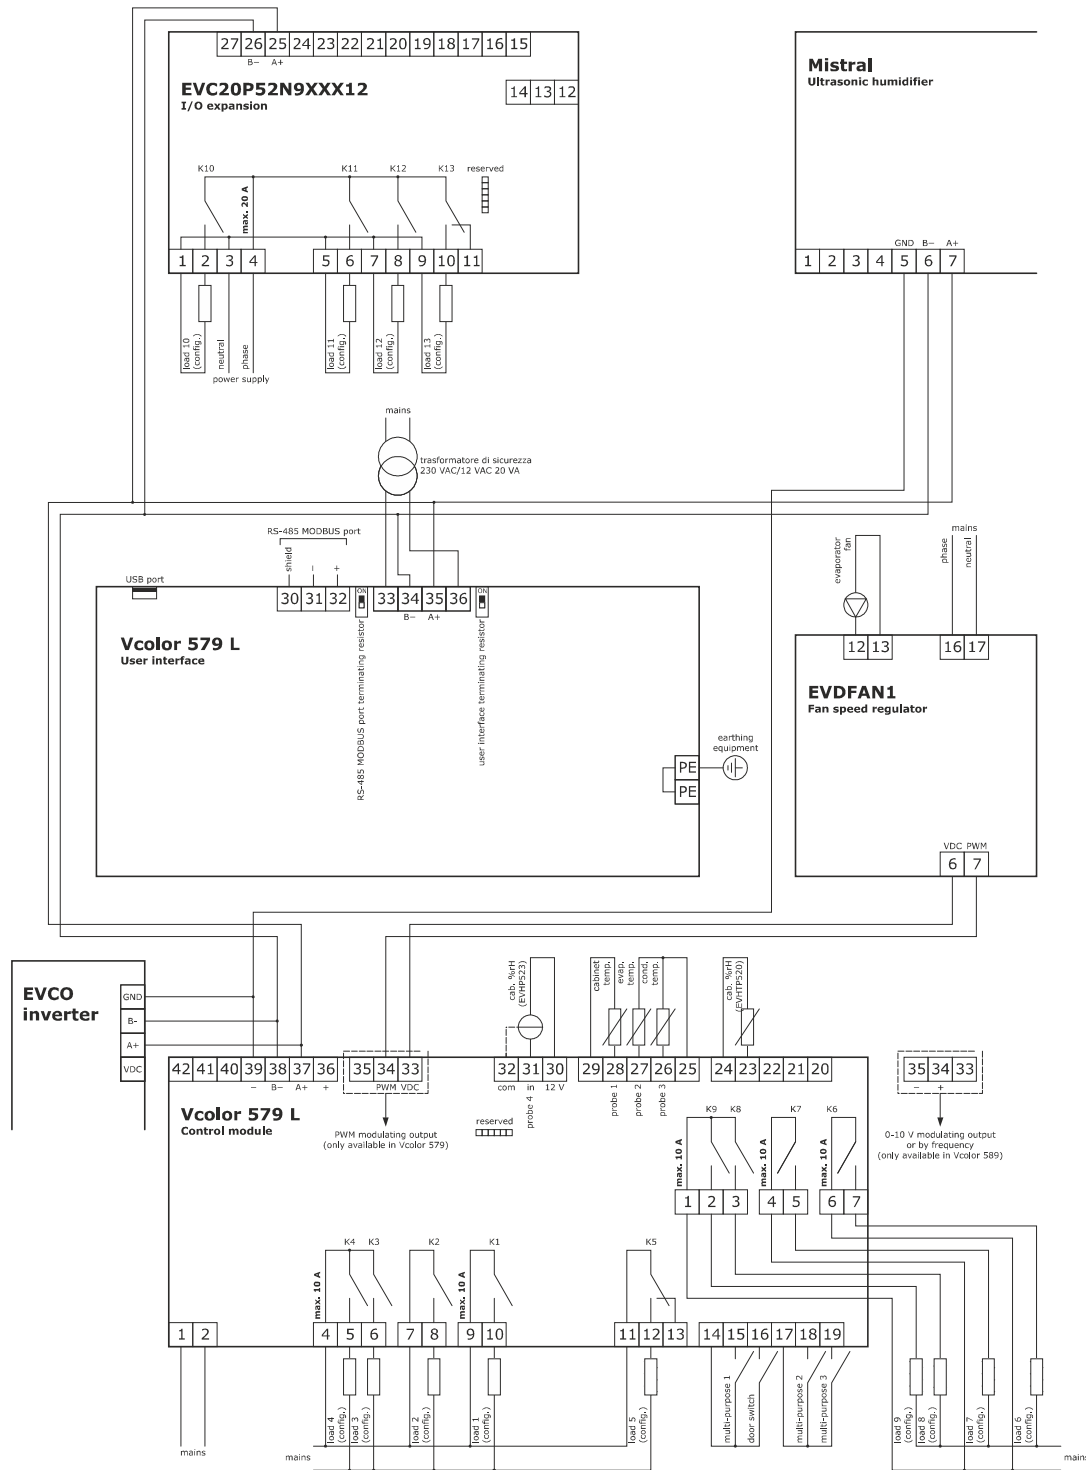 27 26 25 24 23 22 21 20 19 18 17 16 15
B− A+
EVC20P52N9XXX12
I/O expansion
14 13 12
K10 K11 K12 K13 reserved
max. 20 A
1 2 3 4 5 6 7 8 9 10 11
load 10
(config.)
neutral
phase
power supply
load 11
(config.)
load 12
(config.)
load 13
(config.)
Mistral
Ultrasonic humidifier
GND B− A+
1 2 3 4 5 6 7
mains
trasformatore di sicurezza
230 VAC/12 VAC 20 VA
RS-485 MODBUS port
shield
−
+
USB port
30 31 32
ON
33 34 35 36
ON
B− A+
Vcolor 579 L
User interface
RS-485 MODBUS port terminating resistor
user interface terminating resistor
earthing
equipment
PE
PE
evaporator
fan
mains
phase
neutral
12 13 16 17
EVDFAN1
Fan speed regulator
VDC PWM
6 7
EVCO
inverter
GND
B-
A+
VDC
cab. %rH
(EVHP523)
cabinet
temp.
evap.
temp.
cond.
temp.
cab. %rH
(EVHTP520)
42 41 40 39 38 37 36 35 34 33 32 31 30 29 28 27 26 25 24 23 22 21 20
− B− A+ + PWM VDC com in 12 V
probe 4
probe 1
probe 2
probe 3
35 34 33
− +
Vcolor 579 L
Control module
PWM modulating output
(only available in Vcolor 579)
reserved
0-10 V modulating output
or by frequency
(only available in Vcolor 589)
K9 K8 K7 K6
max. 10 A
max. 10 A
max. 10 A
1 2 3 4 5 6 7
K4 K3 K2 K1 K5
max. 10 A
max. 10 A
1 2 4 5 6 7 8 9 10 11 12 13 14 15 16 17 18 19
mains
load 4
(config.)
load 3
(config.)
load 2
(config.)
load 1
(config.)
load 5
(config.)
multi-purpose 1
door switch
multi-purpose 2
multi-purpose 3
load 9
(config.)
load 8
(config.)
load 7
(config.)
load 6
(config.)
mains
mains